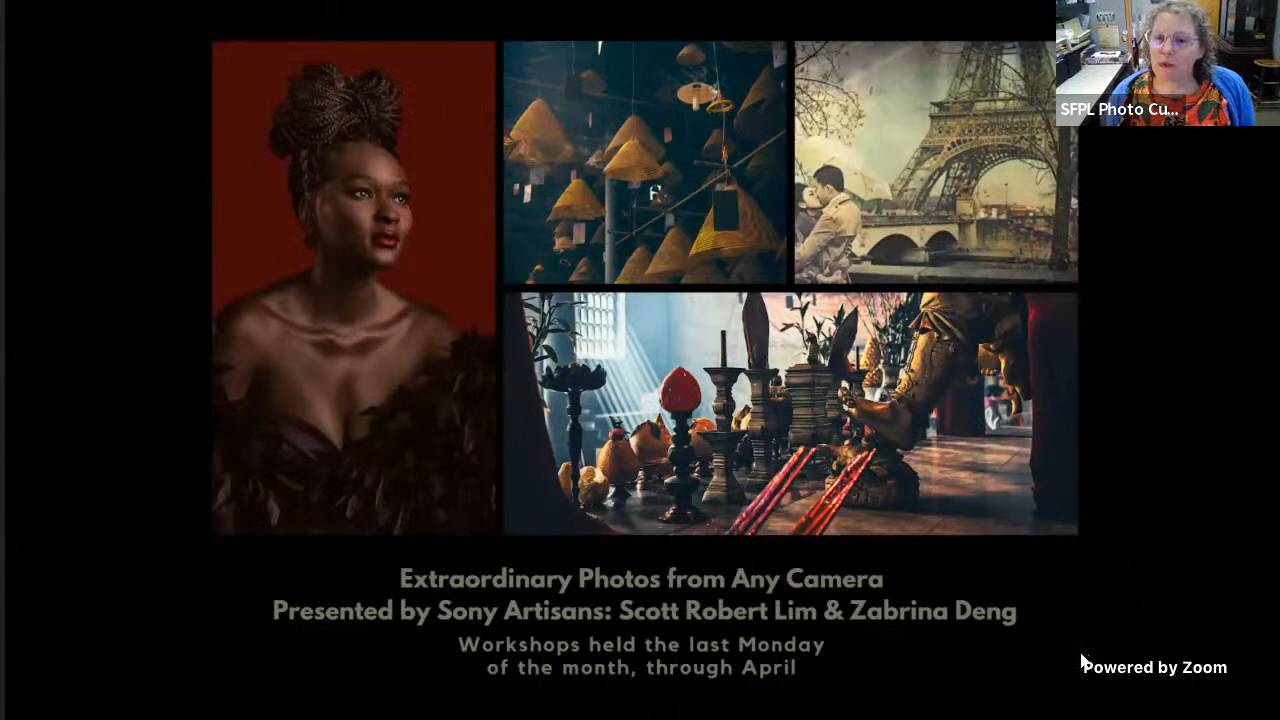 SFPL Photo Cu...
Extraordinary Photos from Any Camera
Presented by Sony Artisans: Scott Robert Lim & Zabrina Deng
Workshops held the last Monday
of the month, through April
Powered by Zoom